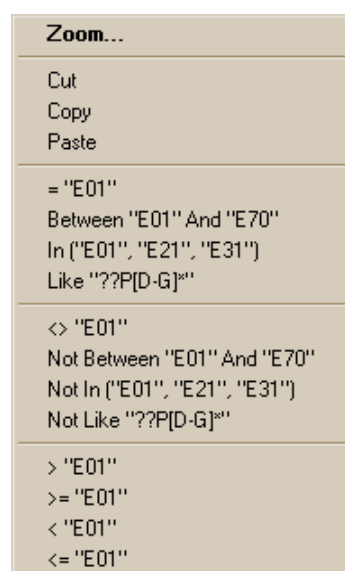 Zoom...
Cut
Copy
Paste
= "E01"
Between "E01" And "E70"
In ("E01", "E21", "E31")
Like "??P[D-G]*"
<> "E01"
Not Between "E01" And "E70"
Not In ("E01", "E21", "E31")
Not Like "??P[D-G]*"
> "E01"
>= "E01"
< "E01"
<= "E01"